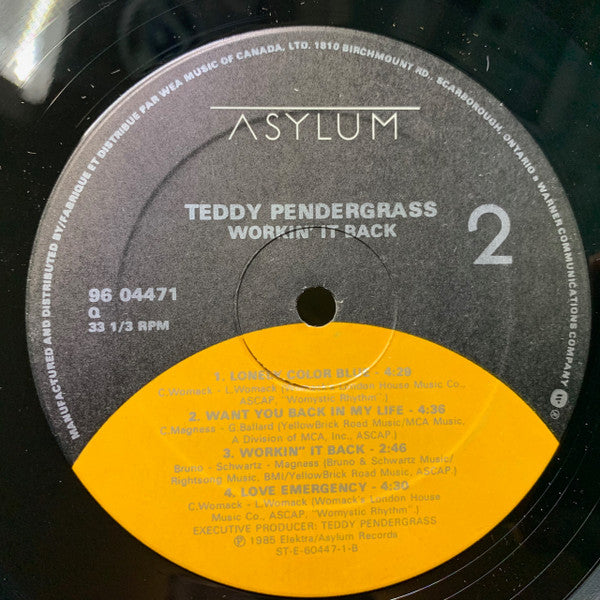 MANUFACTURED AND DISTRIBUTED BY/FABRIQUE ET DISTRIBUE PAR WEA MUSIC OF CANADA, LTD. 1810 BIRCHMOUNT RD., SCARBOROUGH, ONTARIO • WARNER COMMUNICATIONS COMPANY
ASYLUM
TEDDY PENDERGRASS
WORKIN' IT BACK
2
96 04471
Q
33 1/3 RPM
1. LONELY COLOR BLUE - 4:29
C.Womack - L.Womack London House Music Co.,
ASCAP, "Womystic Rhythm".)
2. WANT YOU BACK IN MY LIFE - 4:36
C.Magness - G.Ballard (YellowBrick Road Music/MCA Music,
A Division of MCA, Inc., ASCAP.)
3. WORKIN" IT BACK - 2:46
Bruno - Schwartz - Magness (Bruno & Schwartz Music/
Rightsong Music, BMI/YellowBrick Road Music, ASCAP.)
4. LOVE EMERGENCY - 4:30
C.Womack - L.Womack (Womack's London House
Music Co., ASCAP, "Womystic Rhythm".)
EXECUTIVE PRODUCER: TEDDY PENDERGRASS
℗ 1985 Elektra/Asylum Records
ST-E-60447-1-B